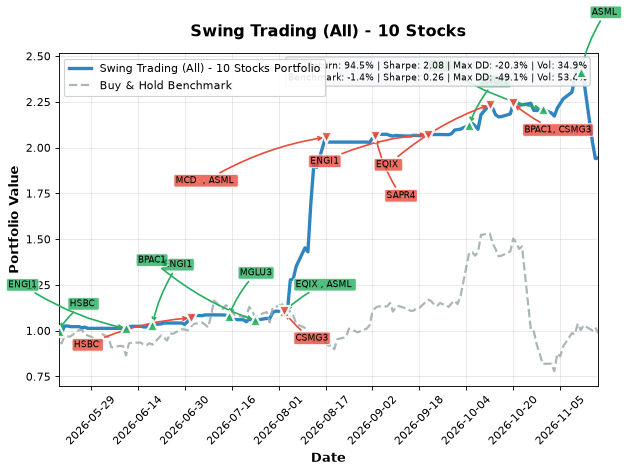 ASML
Swing Trading (All) - 10 Stocks
Swing Trading (All) - 10 Stocks Portfolio
Buy & Hold Benchmark
94.5% | Sharpe: 2.08 | Max DD: -20.3% | Vol: 34.9%
-1.4% | Sharpe: 0.26 | Max DD: -49.1% | Vol:
2.50
2.25
2.00
1.75
1.50
1.25
1.00
0.75
Portfolio Value
BPAC1, CSMG3
ENGI1
EQIX
MCD , ASML
SAPR4
BPAC1
MGLU3
ENGI1
EQIX , ASML
HSBC
HSBC
CSMG3
2026-05-29
2026-06-14
2026-06-30
2026-07-16
2026-08-01
2026-08-17
2026-09-02
2026-09-18
2026-10-04
2026-10-20
2026-11-05
Date